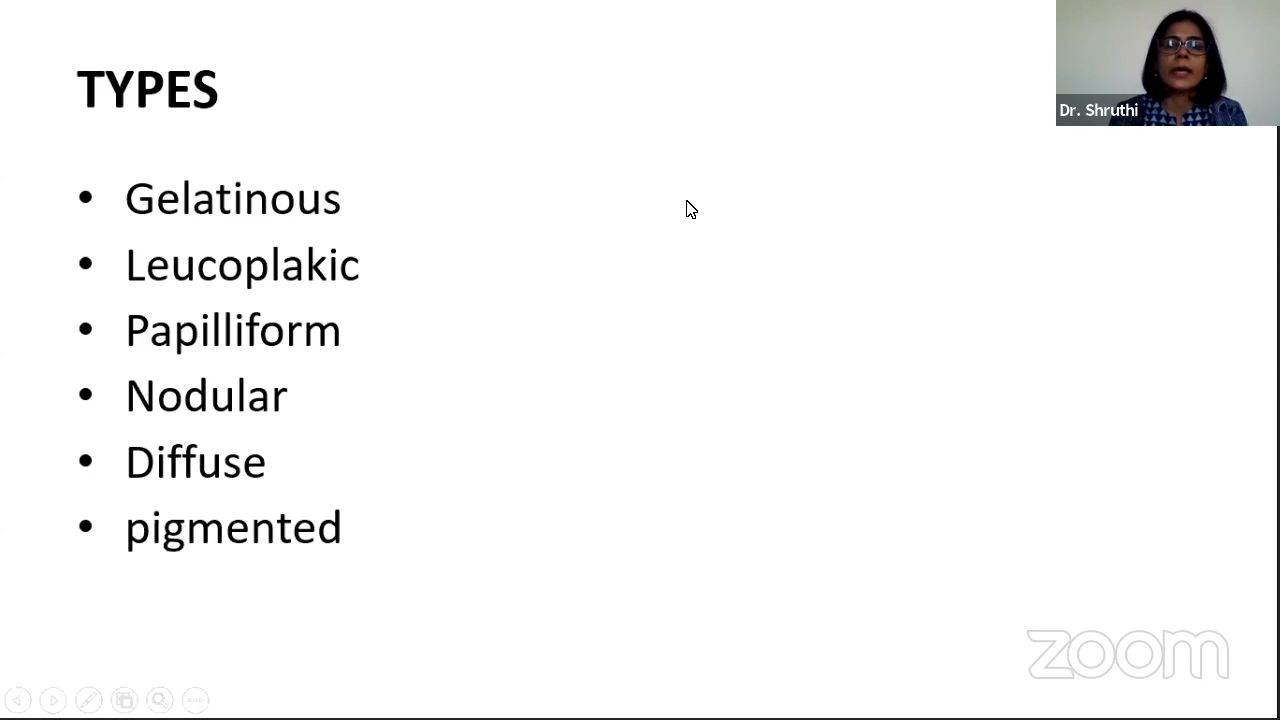 TYPES
Dr. Shruthi
• Gelatinous
• Leucoplakic
• Papilliform
• Nodular
• Diffuse
• pigmented
zoom